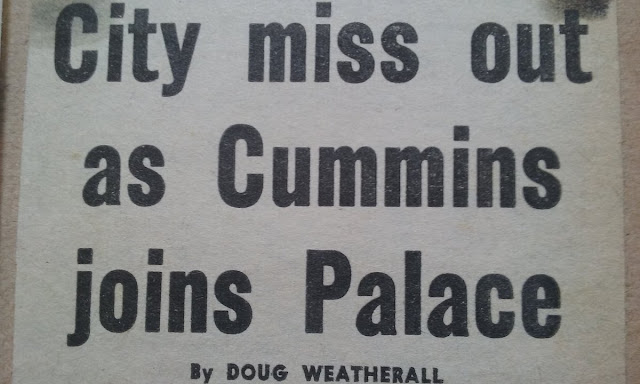 City miss out
as Cummins
joins Palace
By DOUG WEATHERALL